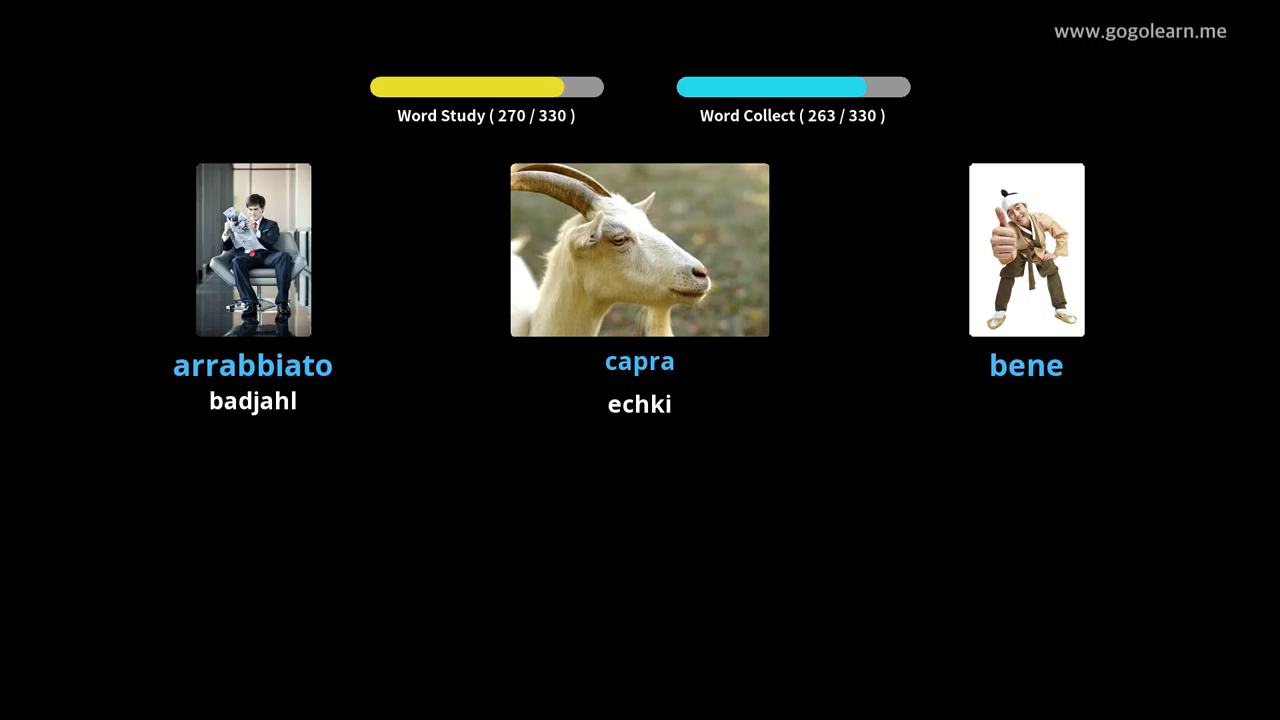 www.gogolearn.me
Word Study ( 270 / 330 )
Word Collect ( 263 / 330 )
arrabbiato
badjahl
capra
echki
bene